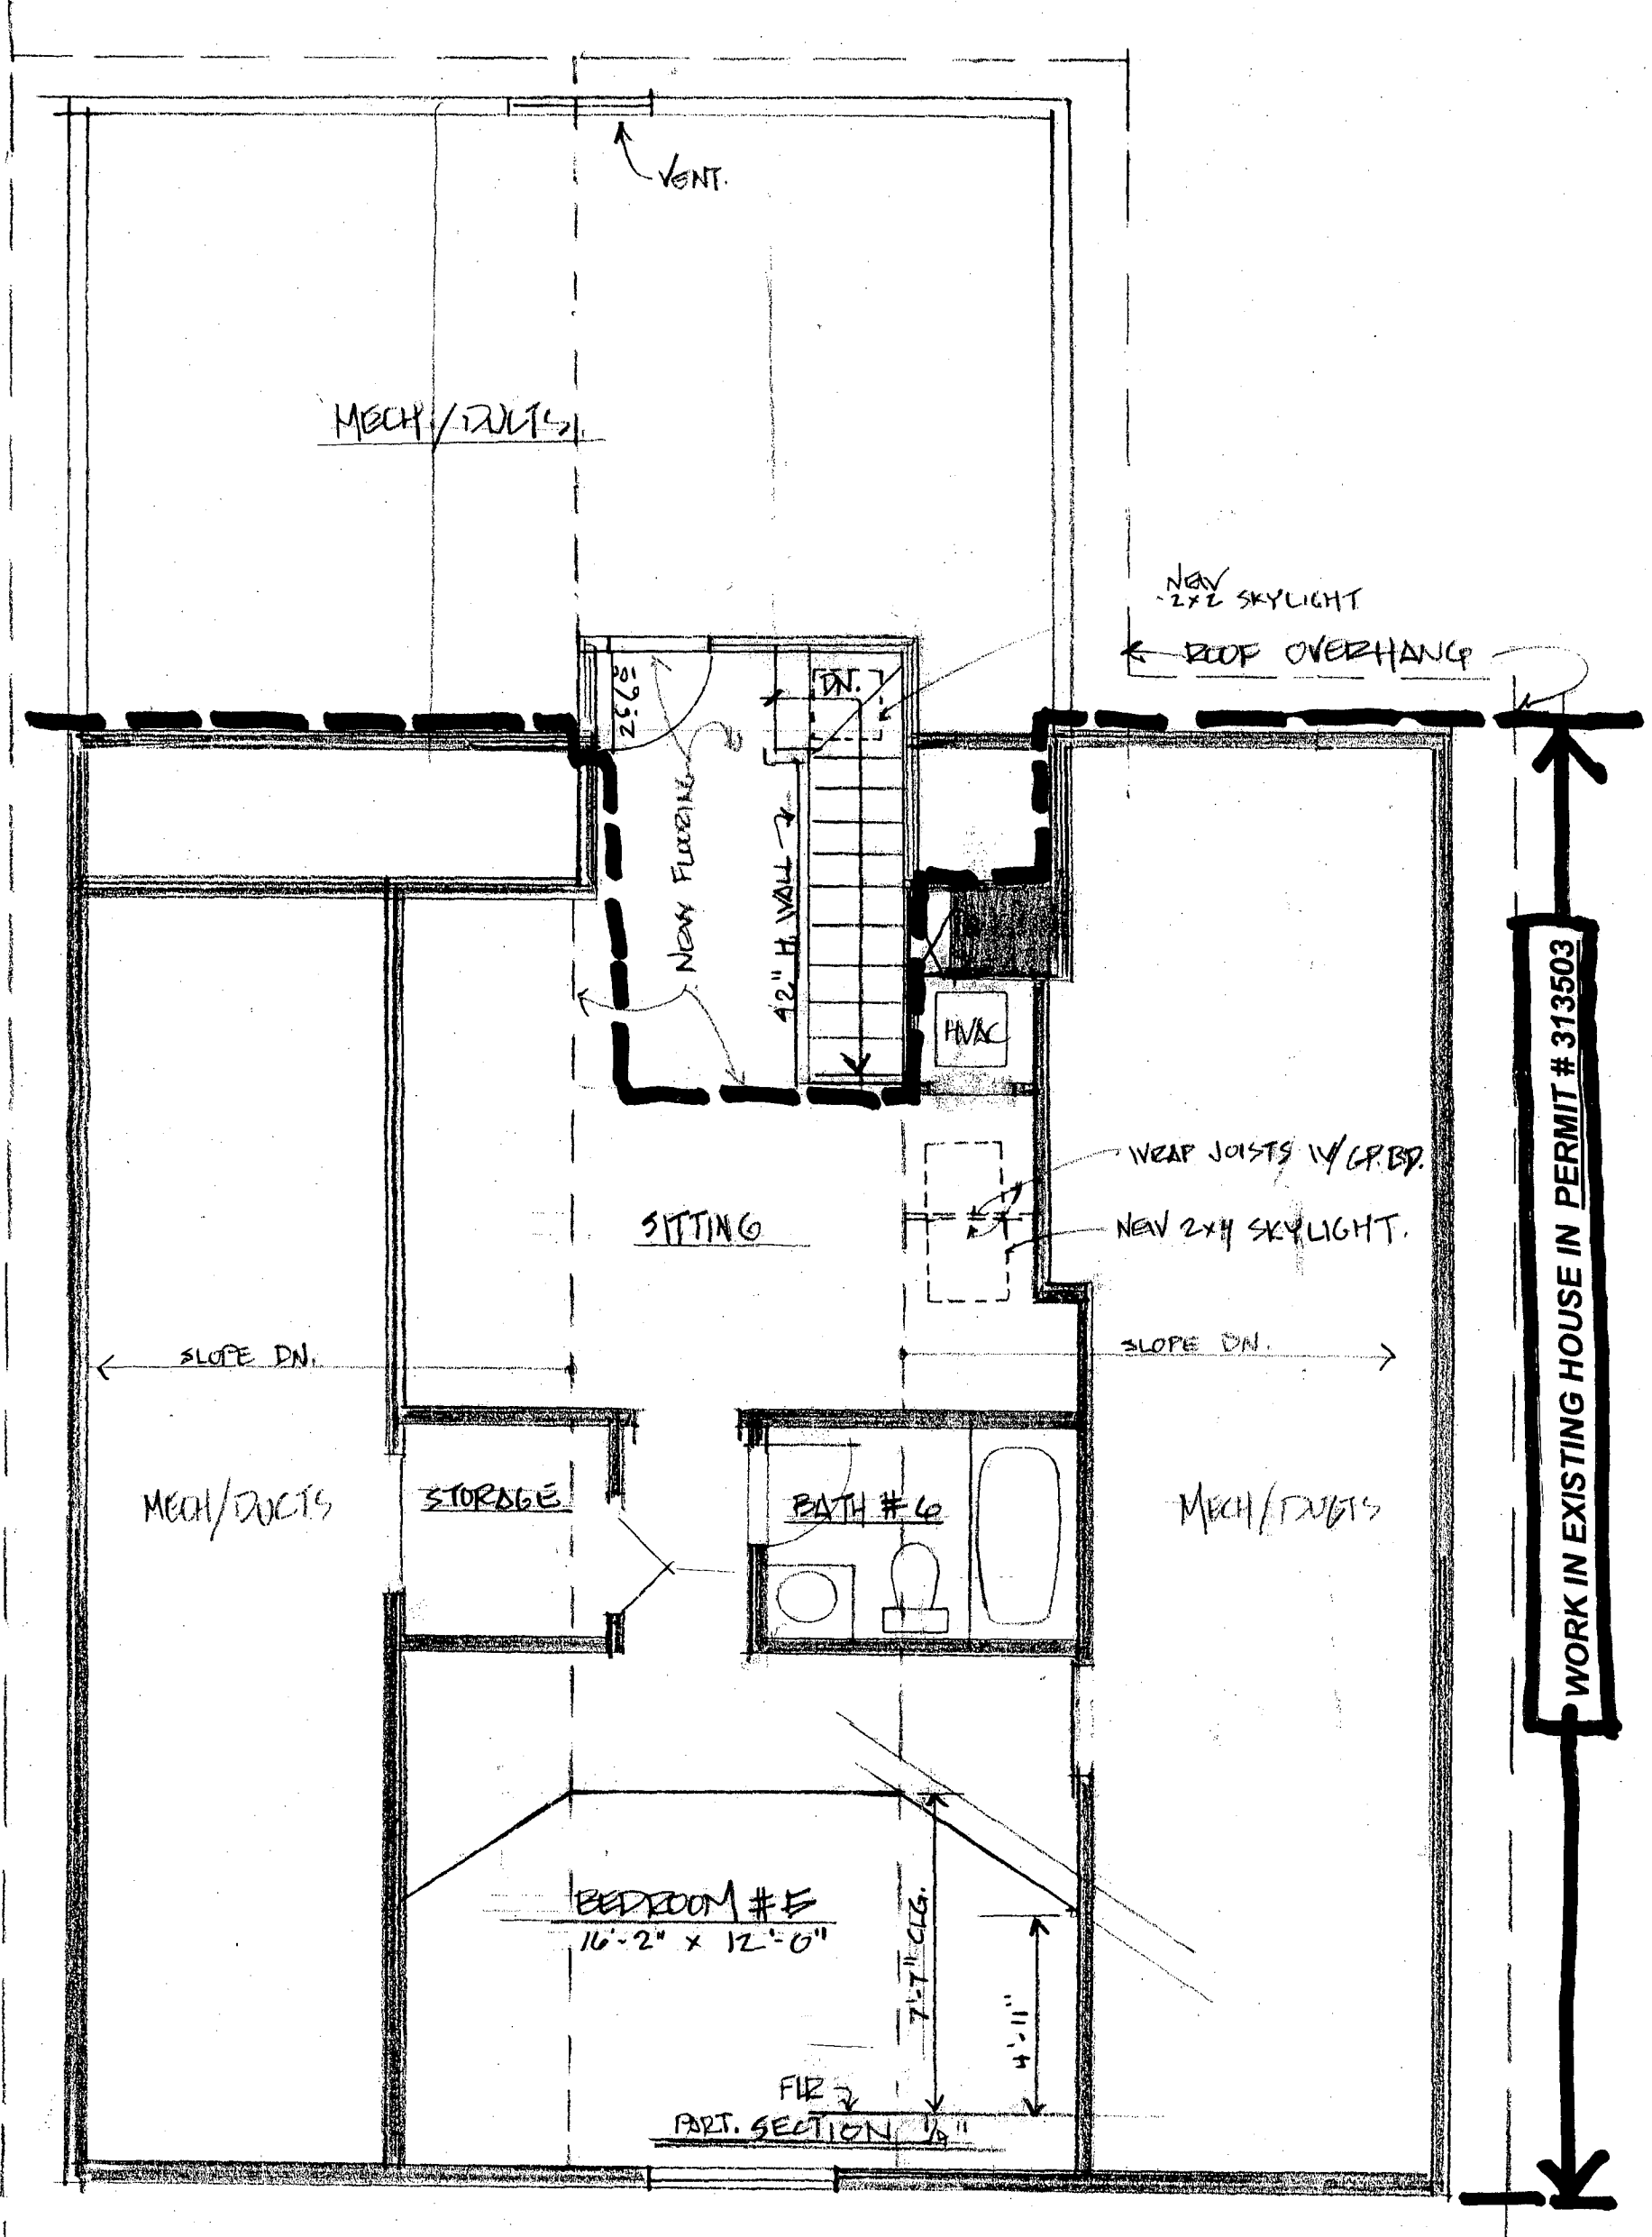 VENT.
MECH/DUCTS
NEW
2x2 SKYLIGHT
ROOF OVERHANG
DN.
NEW FLOORING
42" H. WALL
HVAC
WRAP JOISTS W/GP.BD.
NEW 2x4 SKYLIGHT.
SITTING
SLOPE DN.
SLOPE DN.
MECH/DUCTS
STORAGE
BATH #6
MECH/DUCTS
WORK IN EXISTING HOUSE IN PERMIT # 313503
BEDROOM #5
16'-2" x 12'-0"
7'-7" CLG.
4'-11"
FLR
PART. SECTION 1/4"